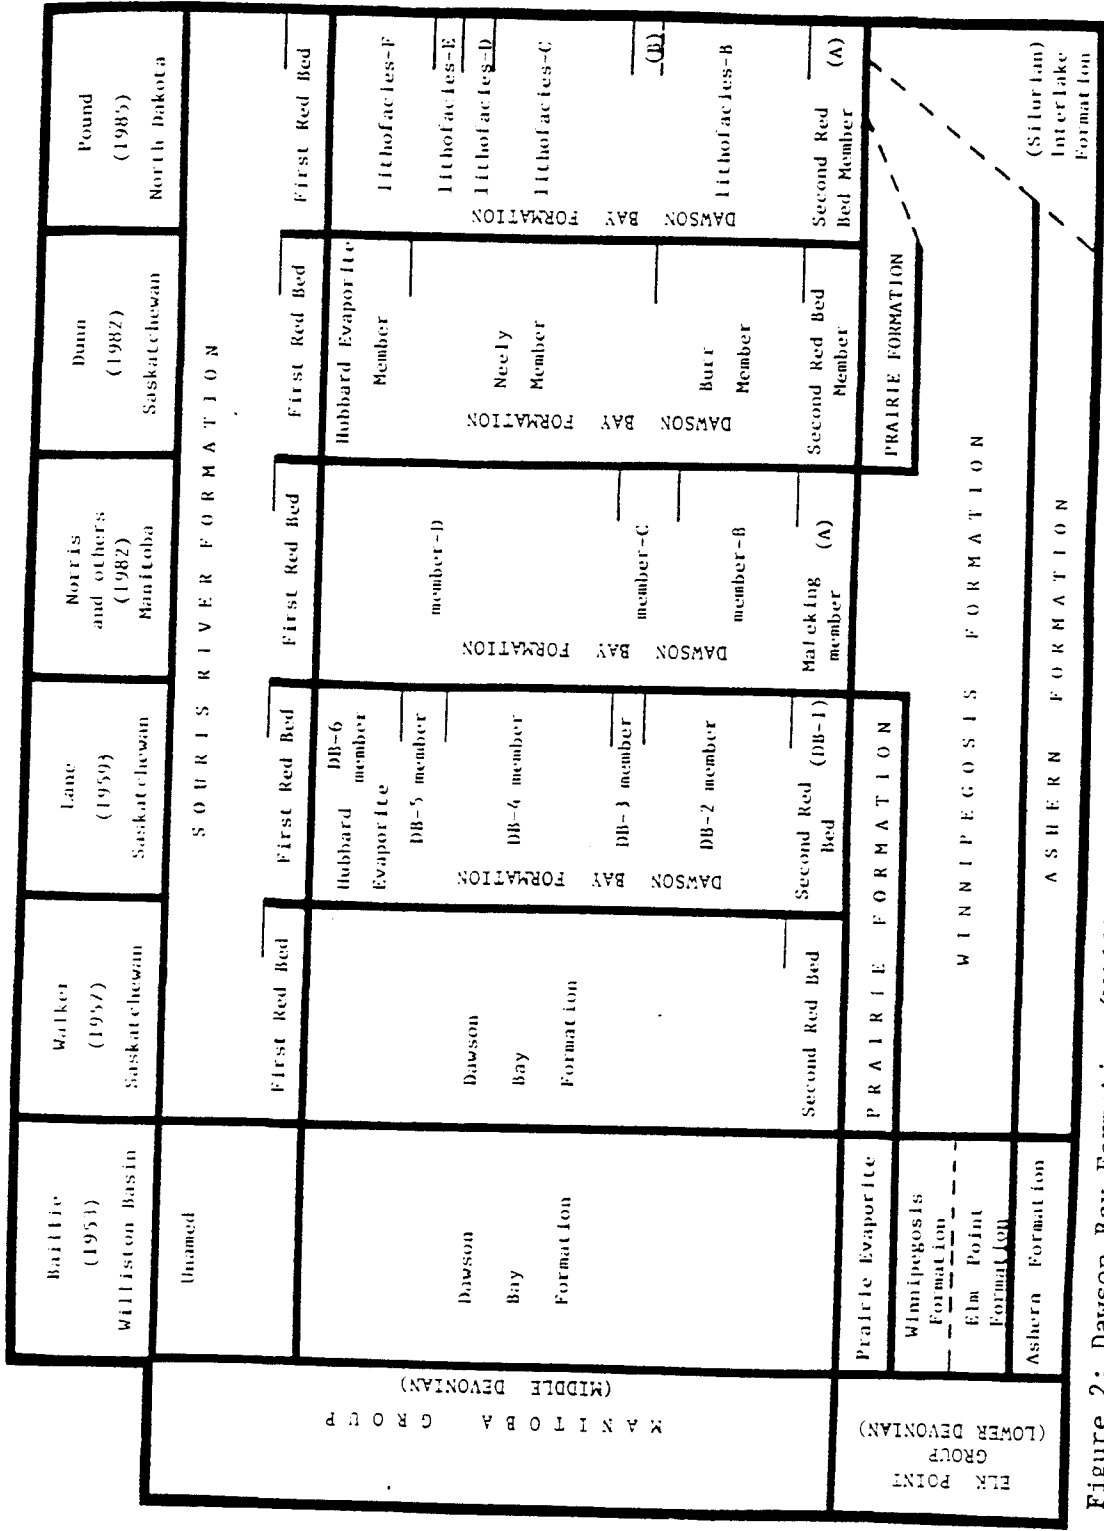 Baillie
(1953)
Williston Basin
Walker
(1957)
Saskatchewan
Lane
(1959)
Saskatchewan
Norris
and others
(1982)
Manitoba
Dunn
(1982)
Saskatchewan
Pound
(1985)
North Dakota
MANITOBA GROUP
(MIDDLE DEVONIAN)
ELK POINT
GROUP
(LOWER DEVONIAN)
Unnamed
Dawson
Bay
Formation
Prairie Evaporite
Winnipegosis
Formation
Elm Point
Formation
Ashern Formation
SOURIS RIVER FORMATION
First Red Bed
Dawson
Bay
Formation
Second Red Bed
First Red Bed
DB-6
Hubbard member
Evaporite
DB-5 member
DB-4 member
DB-3 member
DB-2 member
DAWSON BAY FORMATION
Second Red (DB-1)
Bed
First Red Bed
member-D
member-C
member-B
DAWSON BAY FORMATION
Mafeking (A)
member
First Red Bed
Hubbard Evaporite
Member
Neely
Member
Burr
Member
DAWSON BAY FORMATION
Second Red Bed
Member
First Red Bed
lithofacies-F
lithofacies-E
lithofacies-D
lithofacies-C
(B)
lithofacies-B
DAWSON BAY FORMATION
Second Red (A)
Bed Member
PRAIRIE FORMATION
PRAIRIE FORMATION
WINNIPEGOSIS FORMATION
ASHERN FORMATION
(Silurian)
Interlake
Formation
Figure 2: Dawson Bay Formation